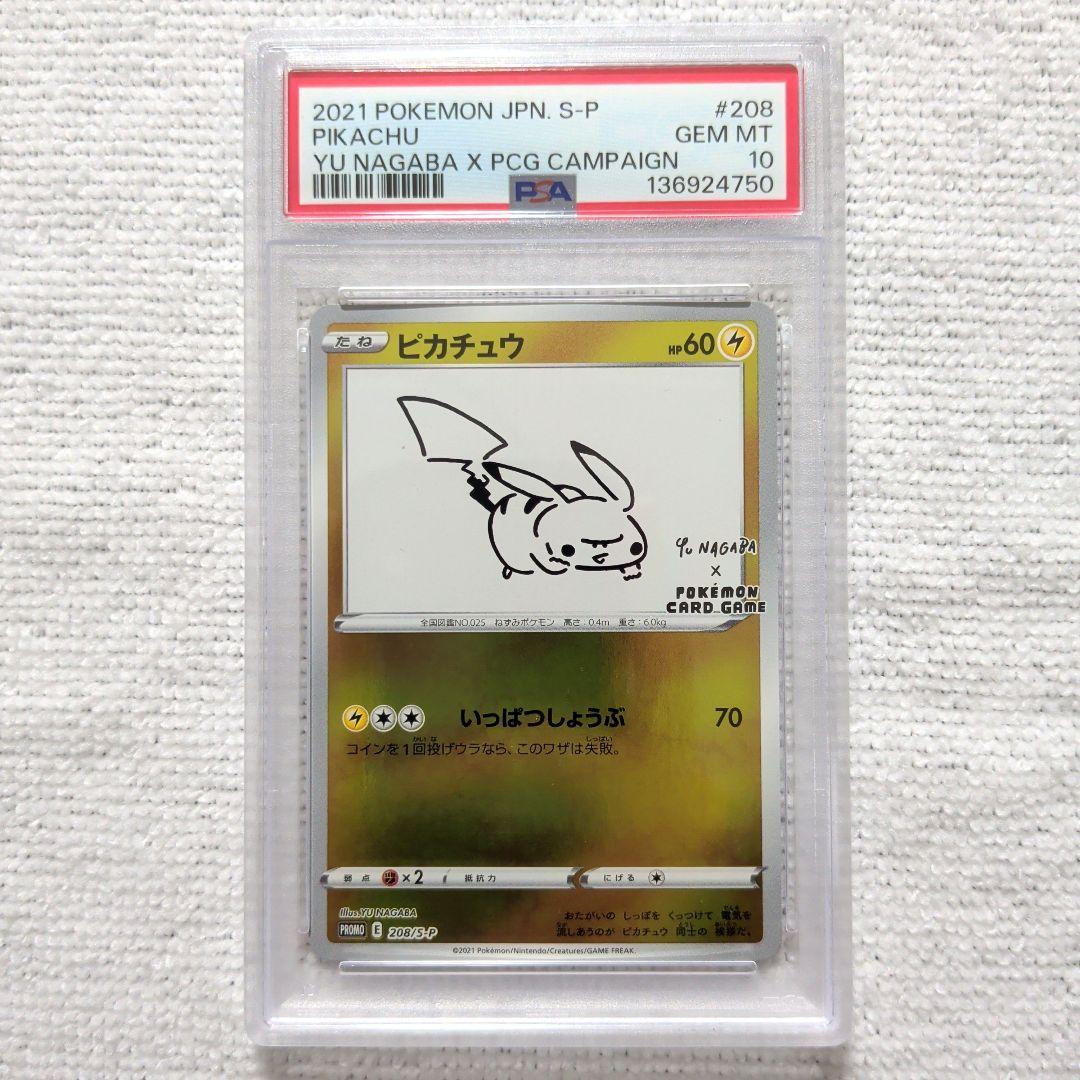 2021 POKEMON JPN. S-P #208
PIKACHU GEM MT
YU NAGABA X PCG CAMPAIGN 10
PSA 136924750
たね ピカチュウ HP60
YU NAGABA
X
POKÉMON
CARD GAME
全国図鑑NO.025 ねずみポケモン 高さ:0.4m 重さ:6.0kg
いっぱつしょうぶ 70
コインを1回投げウラなら、このワザは失敗。
弱点 ×2 抵抗力 にげる
Illus.YU NAGABA
PROMO E 208/S-P
おたがいの しっぽを くっつけて 電気を
流しあうのが ピカチュウ 同士の 挨拶だ。
©2021 Pokémon/Nintendo/Creatures/GAME FREAK.